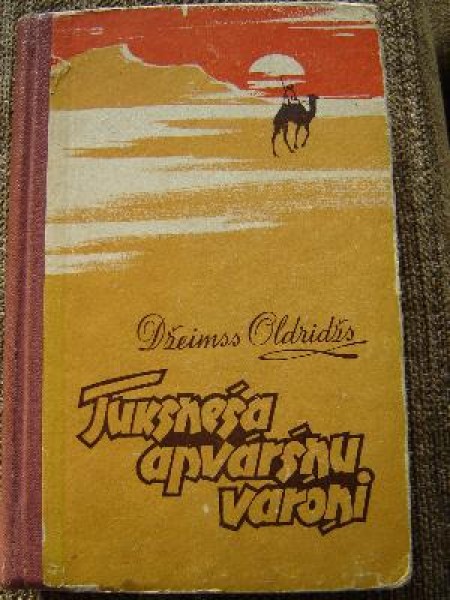 Džeimss Oldridžs
Tuksneša
apvāršņu
varoņi